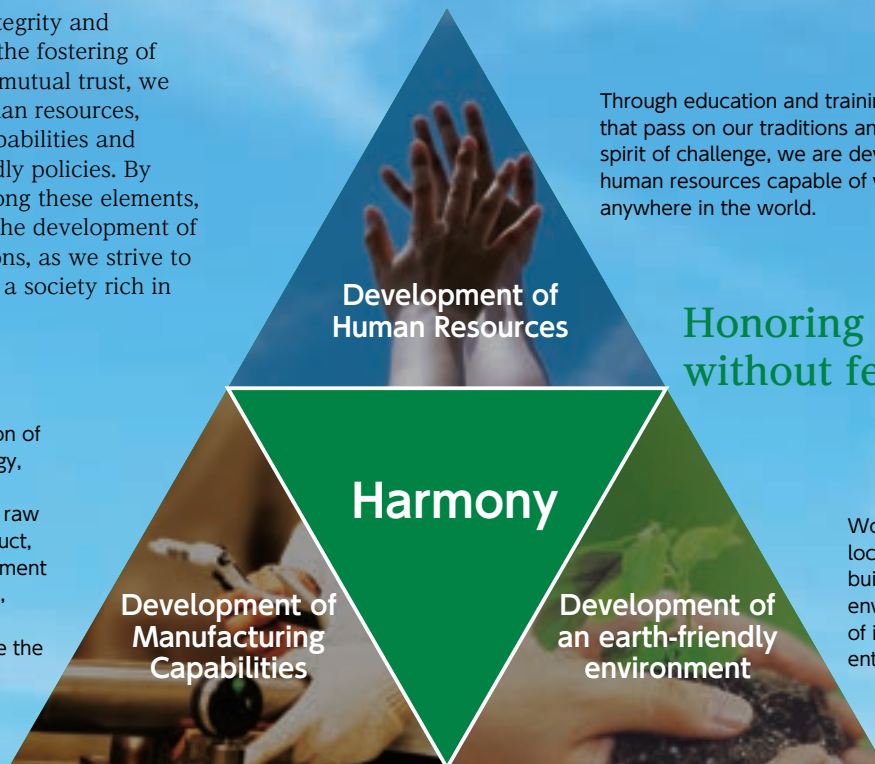 tegrity and
the fostering of
mutual trust, we
an resources,
pabilities and
dly policies. By
ong these elements,
he development of
ons, as we strive to
a society rich in
Through education and trainin
that pass on our traditions an
spirit of challenge, we are dev
human resources capable of
anywhere in the world.
Development of
Human Resources
Honoring
without fe
on of
gy,
raw
uct,
ment
,
e the
Harmony
Development of
Manufacturing
Capabilities
Development of
an earth-friendly
environment
Wo
loc
bui
env
of i
ent